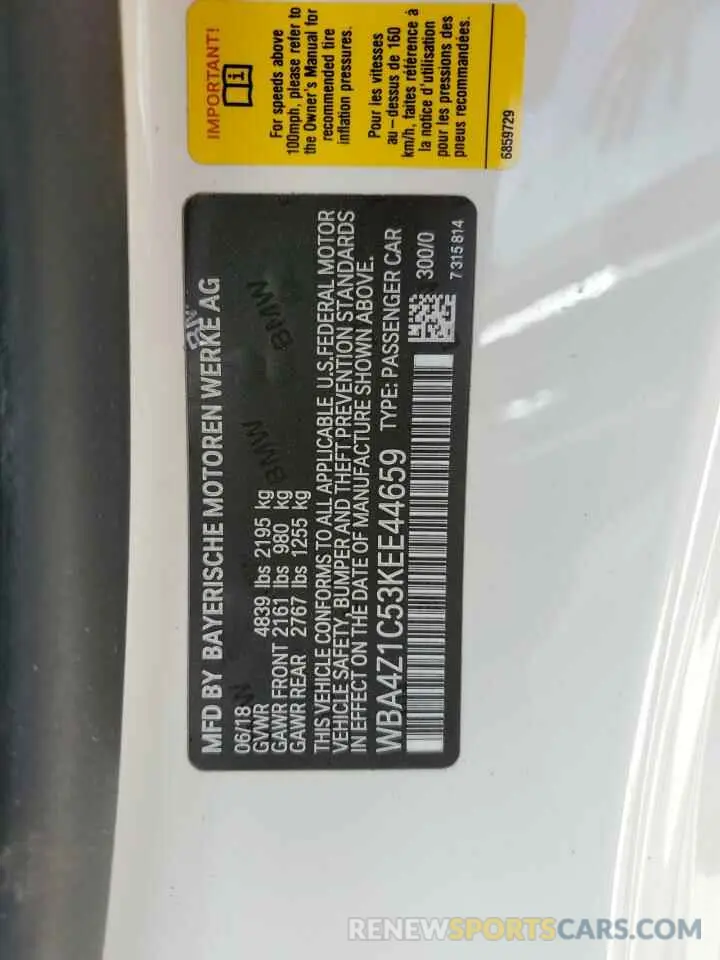 IMPORTANT!
i
For speeds above
100mph, please refer to
the Owner's Manual for
recommended tire
inflation pressures.
Pour les vitesses
au-dessus de 160
km/h, faites référence à
la notice d'utilisation
pour les pressions des
pneus recommandées.
6859729
MFD BY BAYERISCHE MOTOREN WERKE AG
06/18
GVWR 4839 lbs 2195 kg
GAWR FRONT 2161 lbs 980 kg
GAWR REAR 2767 lbs 1255 kg
THIS VEHICLE CONFORMS TO ALL APPLICABLE U.S.FEDERAL MOTOR
VEHICLE SAFETY, BUMPER AND THEFT PREVENTION STANDARDS
IN EFFECT ON THE DATE OF MANUFACTURE SHOWN ABOVE.
WBA4Z1C53KEE44659 TYPE: PASSENGER CAR
300/0
7315814
BMW
BMW
RENEWSPORTSCARS.COM